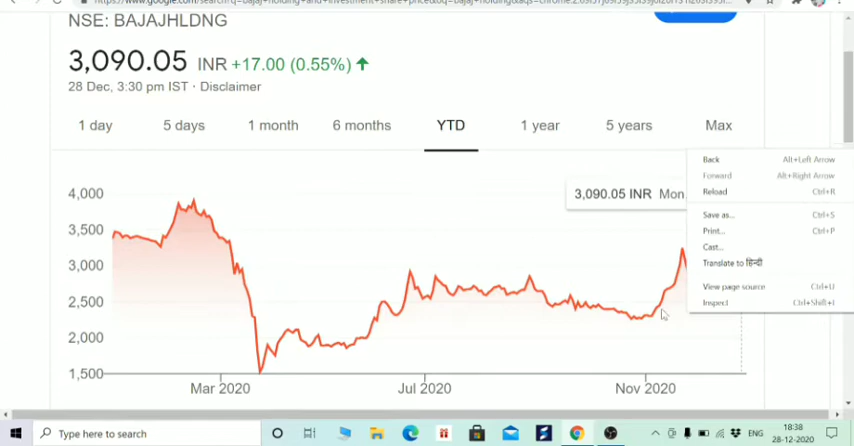 NSE: BAJAJHLDNG
3,090.05 INR +17.00 (0.55%) ↑
28 Dec, 3:30 pm IST · Disclaimer
1 day 5 days 1 month 6 months YTD 1 year 5 years Max
3,090.05 INR Mon
Back Alt+Left Arrow
Forward Alt+Right Arrow
Reload Ctrl+R
Save as... Ctrl+S
Print... Ctrl+P
Cast...
Translate to हिन्दी
View page source Ctrl+U
Inspect Ctrl+Shift+I
4,000
3,500
3,000
2,500
2,000
1,500
Mar 2020 Jul 2020 Nov 2020
Type here to search
ENG
18:38
28-12-2020